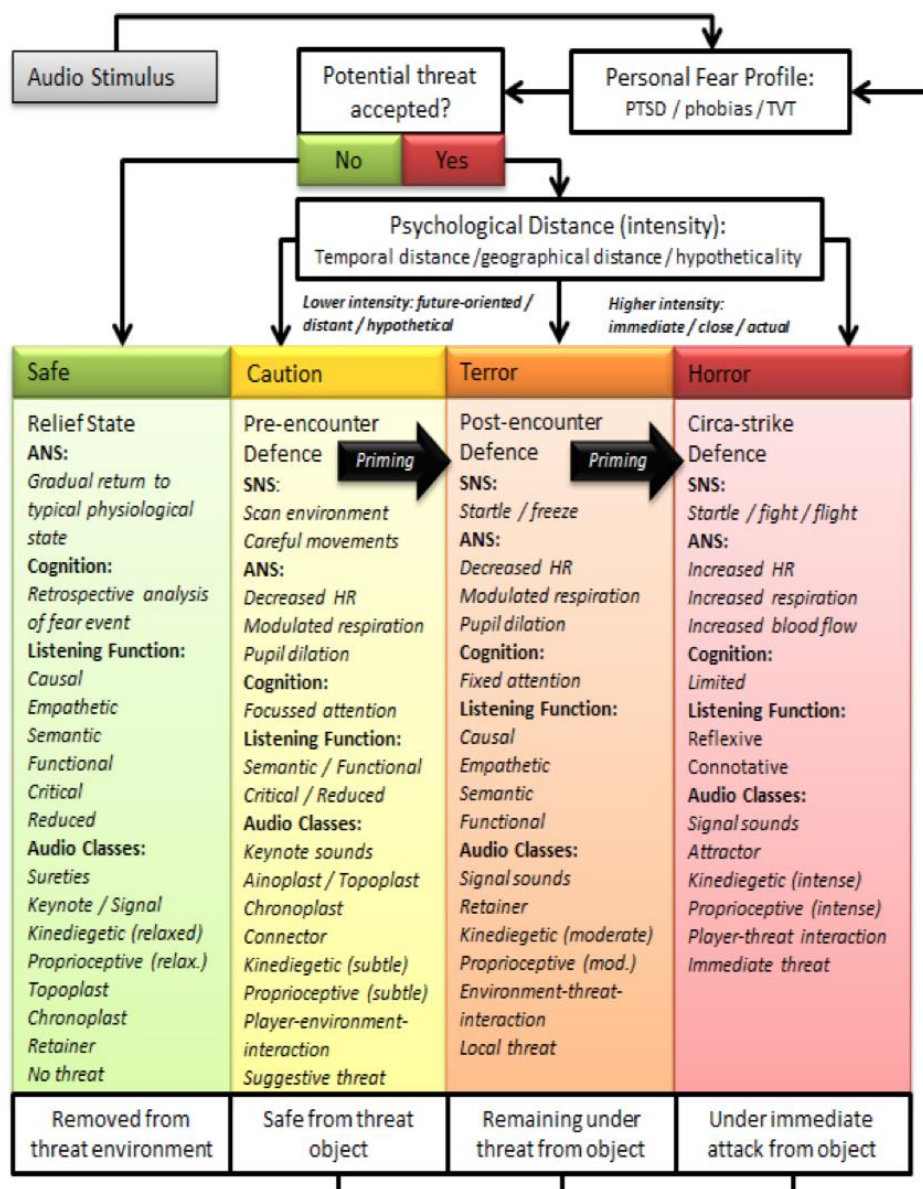 Audio Stimulus
Potential threat
accepted?
Personal Fear Profile:
PTSD / phobias / TVT
No
Yes
Psychological Distance (intensity):
Temporal distance / geographical distance / hypotheticality
Lower intensity: future-oriented /
distant / hypothetical
Higher intensity:
immediate / close / actual
Safe
Relief State
ANS:
Gradual return to
typical physiological
state
Cognition:
Retrospective analysis
of fear event
Listening Function:
Causal
Empathetic
Semantic
Functional
Critical
Reduced
Audio Classes:
Sureties
Keynote / Signal
Kinediegetic (relaxed)
Proprioceptive (relax.)
Topoplast
Chronoplast
Retainer
No threat
Removed from
threat environment
Caution
Pre-encounter
Defence
Priming
SNS:
Scan environment
Careful movements
ANS:
Decreased HR
Modulated respiration
Pupil dilation
Cognition:
Focussed attention
Listening Function:
Semantic / Functional
Critical / Reduced
Audio Classes:
Keynote sounds
Ainoplast / Topoplast
Chronoplast
Connector
Kinediegetic (subtle)
Proprioceptive (subtle)
Player-environment-
interaction
Suggestive threat
Safe from threat
object
Terror
Post-encounter
Defence
Priming
SNS:
Startle / freeze
ANS:
Decreased HR
Modulated respiration
Pupil dilation
Cognition:
Fixed attention
Listening Function:
Causal
Empathetic
Semantic
Functional
Audio Classes:
Signal sounds
Retainer
Kinediegetic (moderate)
Proprioceptive (mod.)
Environment-threat-
interaction
Local threat
Remaining under
threat from object
Horror
Circa-strike
Defence
SNS:
Startle / fight / flight
ANS:
Increased HR
Increased respiration
Increased blood flow
Cognition:
Limited
Listening Function:
Reflexive
Connotative
Audio Classes:
Signal sounds
Attractor
Kinediegetic (intense)
Proprioceptive (intense)
Player-threat interaction
Immediate threat
Under immediate
attack from object